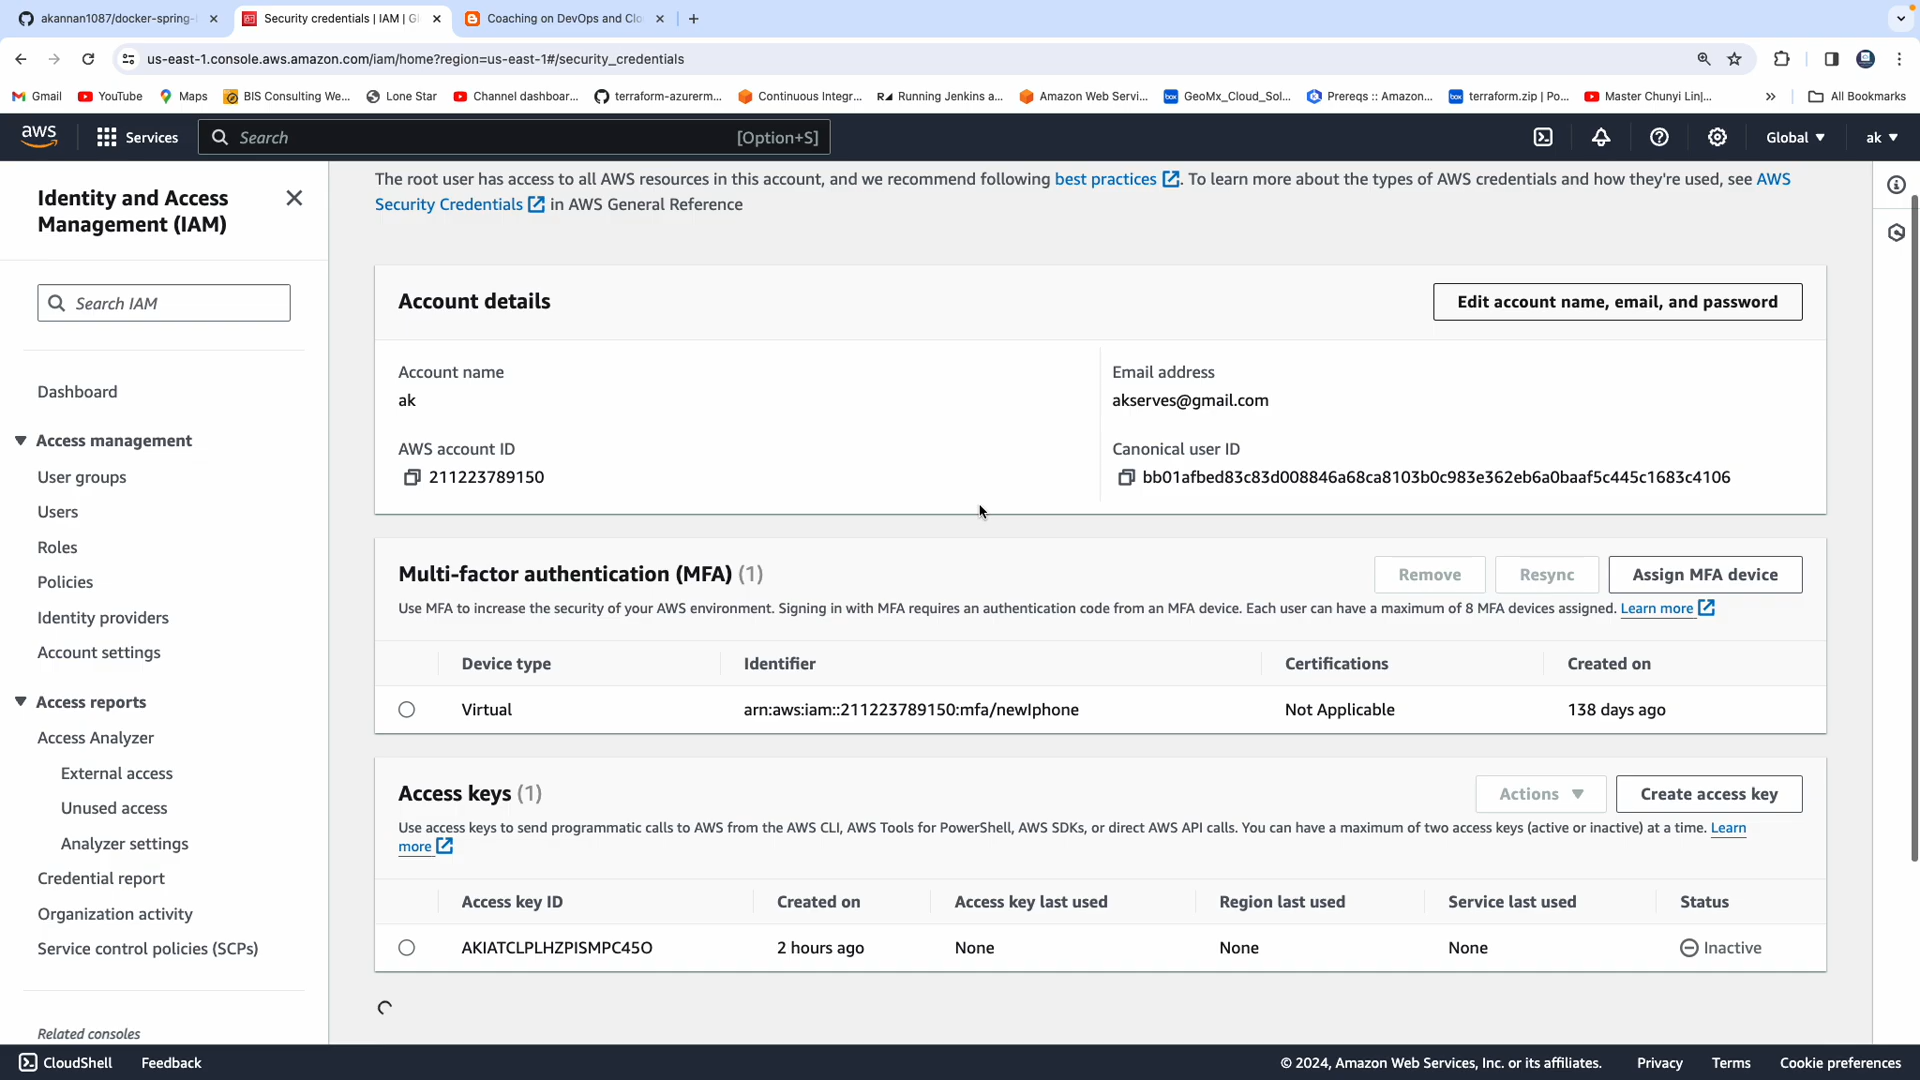 akannan1087/docker-spring-
Security credentials | IAM | G
Coaching on DevOps and Clo
us-east-1.console.aws.amazon.com/iam/home?region=us-east-1#/security_credentials
Gmail
YouTube
Maps
BIS Consulting We...
Lone Star
Channel dashboar...
terraform-azurerm...
Continuous Integr...
Running Jenkins a...
Amazon Web Servi...
GeoMx_Cloud_Sol...
Prereqs :: Amazon...
terraform.zip | Po...
Master Chunyi Lin|...
»
All Bookmarks
aws
Services
Search
[Option+S]
Global
ak
Identity and Access
Management (IAM)
Search IAM
Dashboard
Access management
User groups
Users
Roles
Policies
Identity providers
Account settings
Access reports
Access Analyzer
External access
Unused access
Analyzer settings
Credential report
Organization activity
Service control policies (SCPs)
Related consoles
The root user has access to all AWS resources in this account, and we recommend following best practices. To learn more about the types of AWS credentials and how they're used, see AWS
Security Credentials in AWS General Reference
Account details
Edit account name, email, and password
Account name
ak
Email address
akserves@gmail.com
AWS account ID
211223789150
Canonical user ID
bb01afbed83c83d008846a68ca8103b0c983e362eb6a0baaf5c445c1683c4106
Multi-factor authentication (MFA) (1)
Remove
Resync
Assign MFA device
Use MFA to increase the security of your AWS environment. Signing in with MFA requires an authentication code from an MFA device. Each user can have a maximum of 8 MFA devices assigned. Learn more
Device type
Identifier
Certifications
Created on
Virtual
arn:aws:iam::211223789150:mfa/newIphone
Not Applicable
138 days ago
Access keys (1)
Actions
Create access key
Use access keys to send programmatic calls to AWS from the AWS CLI, AWS Tools for PowerShell, AWS SDKs, or direct AWS API calls. You can have a maximum of two access keys (active or inactive) at a time. Learn
more
Access key ID
Created on
Access key last used
Region last used
Service last used
Status
AKIATCLPLHZPISMPC45O
2 hours ago
None
None
None
Inactive
CloudShell
Feedback
© 2024, Amazon Web Services, Inc. or its affiliates.
Privacy
Terms
Cookie preferences